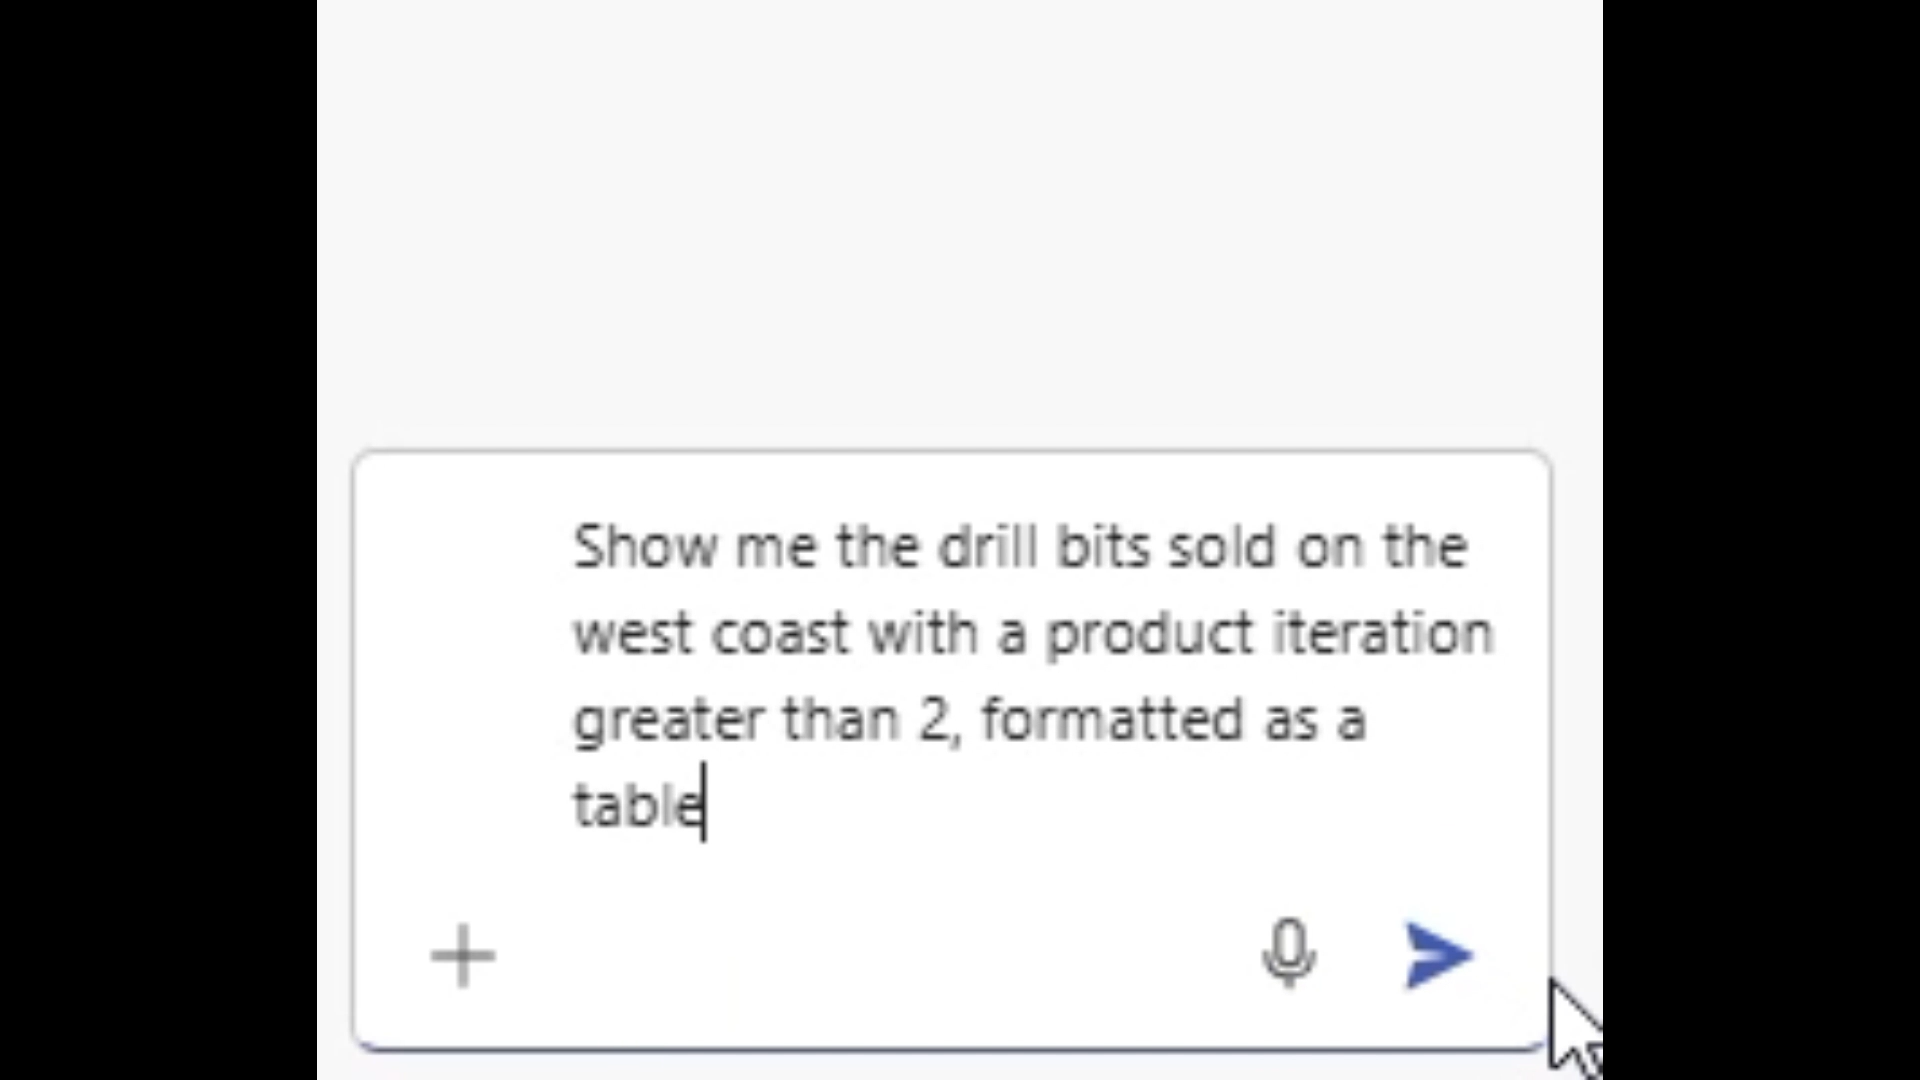 Show me the drill bits sold on the
west coast with a product iteration
greater than 2, formatted as a
table